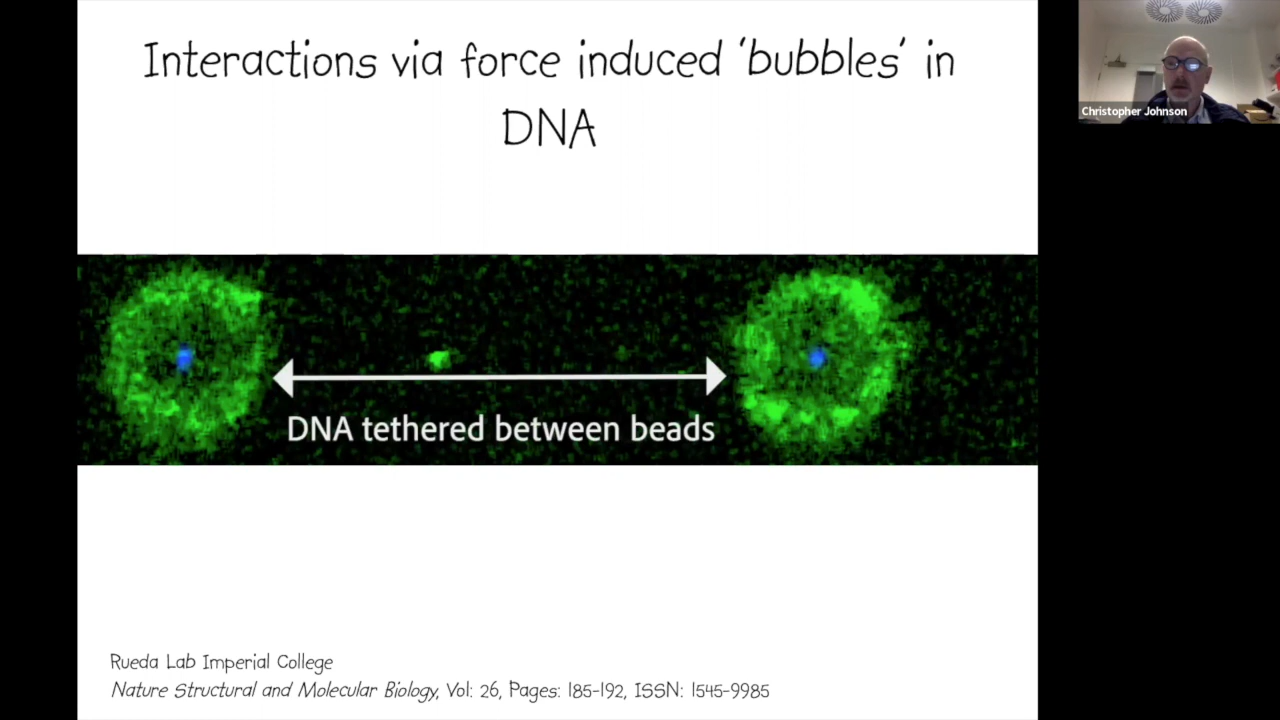 Interactions via force induced 'bubbles' in
DNA
Christopher Johnson
DNA tethered between beads
Rueda Lab Imperial College
Nature Structural and Molecular Biology, Vol: 26, Pages: 185-192, ISSN: 1545-9985